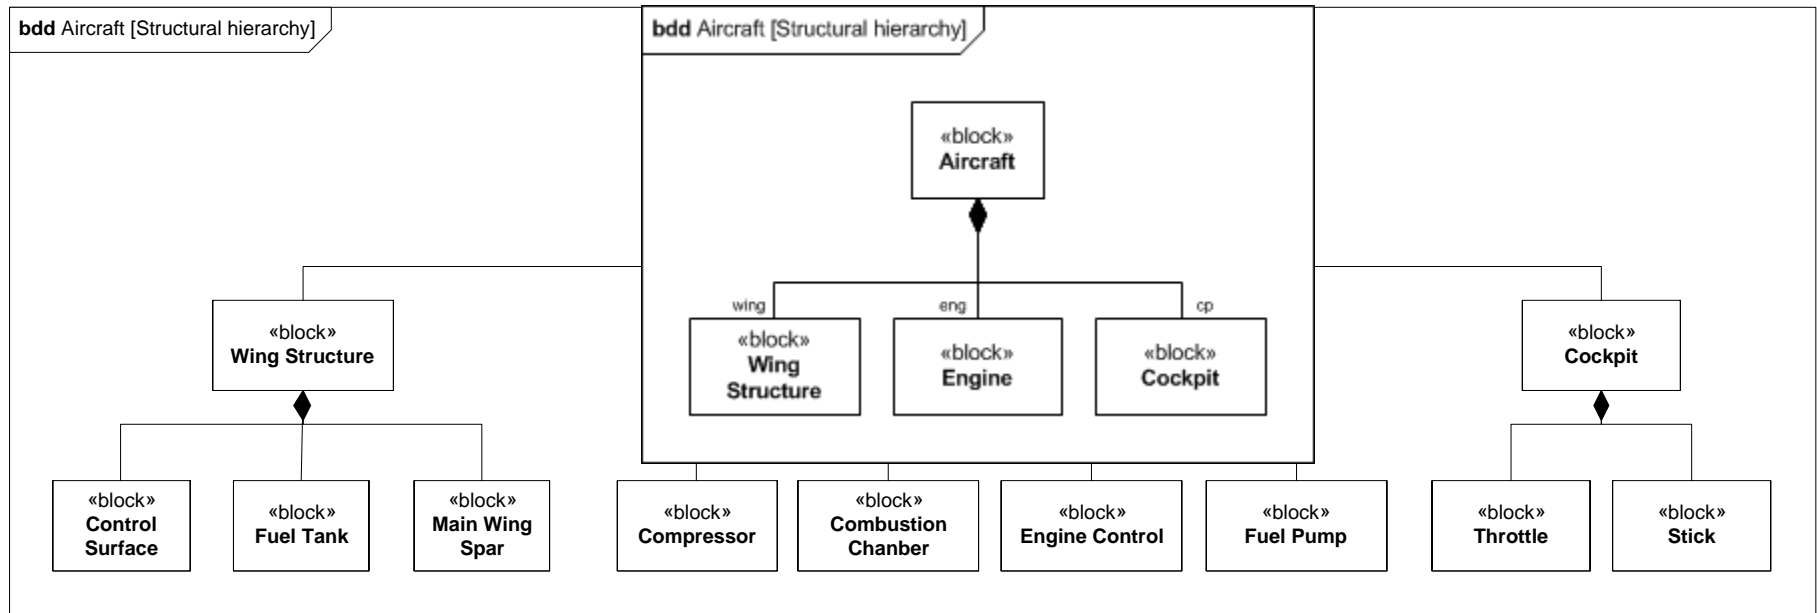 bdd Aircraft [Structural hierarchy]
bdd Aircraft [Structural hierarchy]
«block»
Aircraft
wing
eng
cp
«block»
Wing
Structure
«block»
Engine
«block»
Cockpit
«block»
Wing Structure
«block»
Cockpit
«block»
Control
Surface
«block»
Fuel Tank
«block»
Main Wing
Spar
«block»
Compressor
«block»
Combustion
Chanber
«block»
Engine Control
«block»
Fuel Pump
«block»
Throttle
«block»
Stick